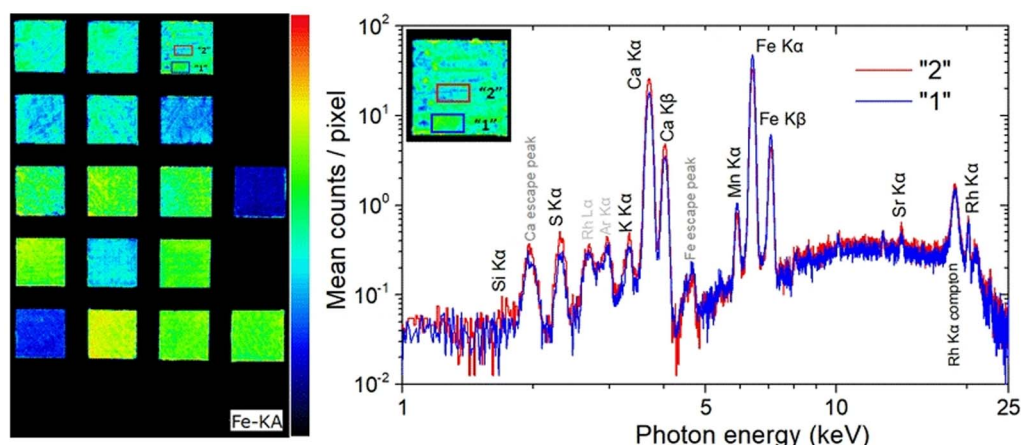 "2"
"1"
Fe-KA
Mean counts / pixel
10²
10¹
10⁰
10⁻¹
10⁻²
"2"
"1"
Si Kα
Ca escape peak
S Kα
Rh Lα
Ar Kα
K Kα
Ca Kα
Ca Kβ
Fe escape peak
Mn Kα
Fe Kα
Fe Kβ
Sr Kα
Rh Kα compton
Rh Kα
"2"
"1"
1
5
10
25
Photon energy (keV)